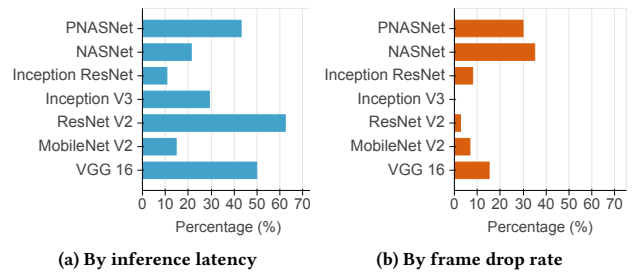 PNASNet
NASNet
Inception ResNet
Inception V3
ResNet V2
MobileNet V2
VGG 16
0 10 20 30 40 50 60 70
Percentage (%)
(a) By inference latency
PNASNet
NASNet
Inception ResNet
Inception V3
ResNet V2
MobileNet V2
VGG 16
0 10 20 30 40 50 60 70
Percentage (%)
(b) By frame drop rate